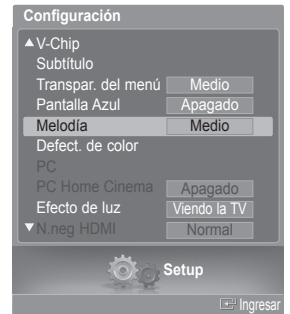 Configuración
▲V-Chip
Subtítulo
Transpar. del menú Medio
Pantalla Azul Apagado
Melodía Medio
Defect. de color
PC
PC Home Cinema Apagado
Efecto de luz Viendo la TV
▼N.neg HDMI Normal
Setup
Ingresar